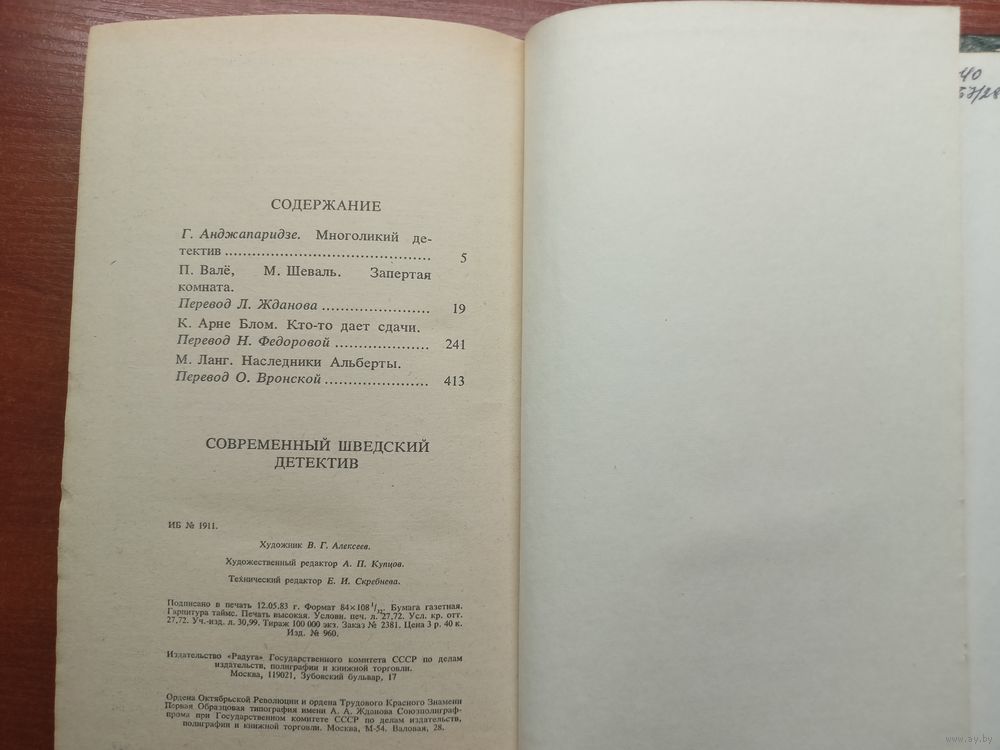 СОДЕРЖАНИЕ
Г. Анджапаридзе. Многоликий де-
тектив ........................................ 5
П. Валё, М. Шеваль. Запертая
комната.
Перевод Л. Жданова ..................... 19
К. Арне Блом. Кто-то дает сдачи.
Перевод Н. Федоровой .................. 241
М. Ланг. Наследники Альберты.
Перевод О. Вронской .................... 413
СОВРЕМЕННЫЙ ШВЕДСКИЙ
ДЕТЕКТИВ
ИБ № 1911.
Художник В. Г. Алексеев.
Художественный редактор А. П. Купцов.
Технический редактор Е. И. Скребнева.
Подписано в печать 12.05.83 г. Формат 84×108 1/32. Бумага газетная.
Гарнитура таймс. Печать высокая. Условн. печ. л. 27,72. Усл. кр. отт.
27,72. Уч.-изд. л. 30,99. Тираж 100 000 экз. Заказ № 2381. Цена 3 р. 40 к.
Изд. № 960.
Издательство «Радуга» Государственного комитета СССР по делам
издательств, полиграфии и книжной торговли.
Москва, 119021, Зубовский бульвар, 17
Ордена Октябрьской Революции и ордена Трудового Красного Знамени
Первая Образцовая типография имени А. А. Жданова Союзполиграф-
прома при Государственном комитете СССР по делам издательств,
полиграфии и книжной торговли. Москва, М-54. Валовая, 28.
www.ay.by